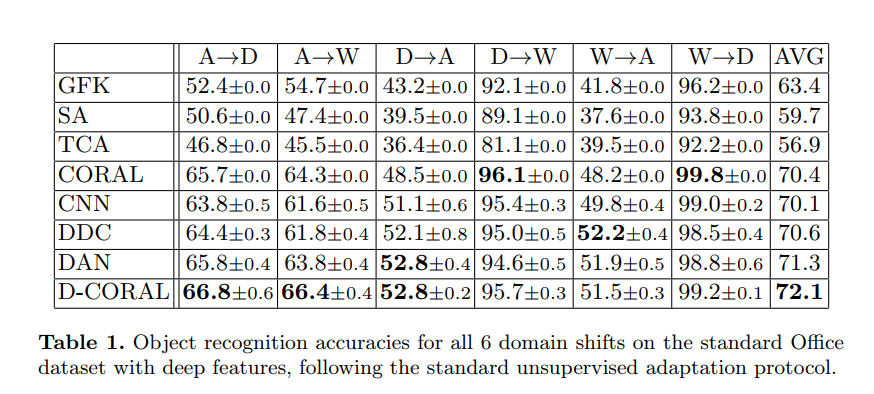 A→D A→W D→A D→W W→A W→D AVG
GFK 52.4±0.0 54.7±0.0 43.2±0.0 92.1±0.0 41.8±0.0 96.2±0.0 63.4
SA 50.6±0.0 47.4±0.0 39.5±0.0 89.1±0.0 37.6±0.0 93.8±0.0 59.7
TCA 46.8±0.0 45.5±0.0 36.4±0.0 81.1±0.0 39.5±0.0 92.2±0.0 56.9
CORAL 65.7±0.0 64.3±0.0 48.5±0.0 96.1±0.0 48.2±0.0 99.8±0.0 70.4
CNN 63.8±0.5 61.6±0.5 51.1±0.6 95.4±0.3 49.8±0.4 99.0±0.2 70.1
DDC 64.4±0.3 61.8±0.4 52.1±0.8 95.0±0.5 52.2±0.4 98.5±0.4 70.6
DAN 65.8±0.4 63.8±0.4 52.8±0.4 94.6±0.5 51.9±0.5 98.8±0.6 71.3
D-CORAL 66.8±0.6 66.4±0.4 52.8±0.2 95.7±0.3 51.5±0.3 99.2±0.1 72.1
Table 1. Object recognition accuracies for all 6 domain shifts on the standard Office
dataset with deep features, following the standard unsupervised adaptation protocol.